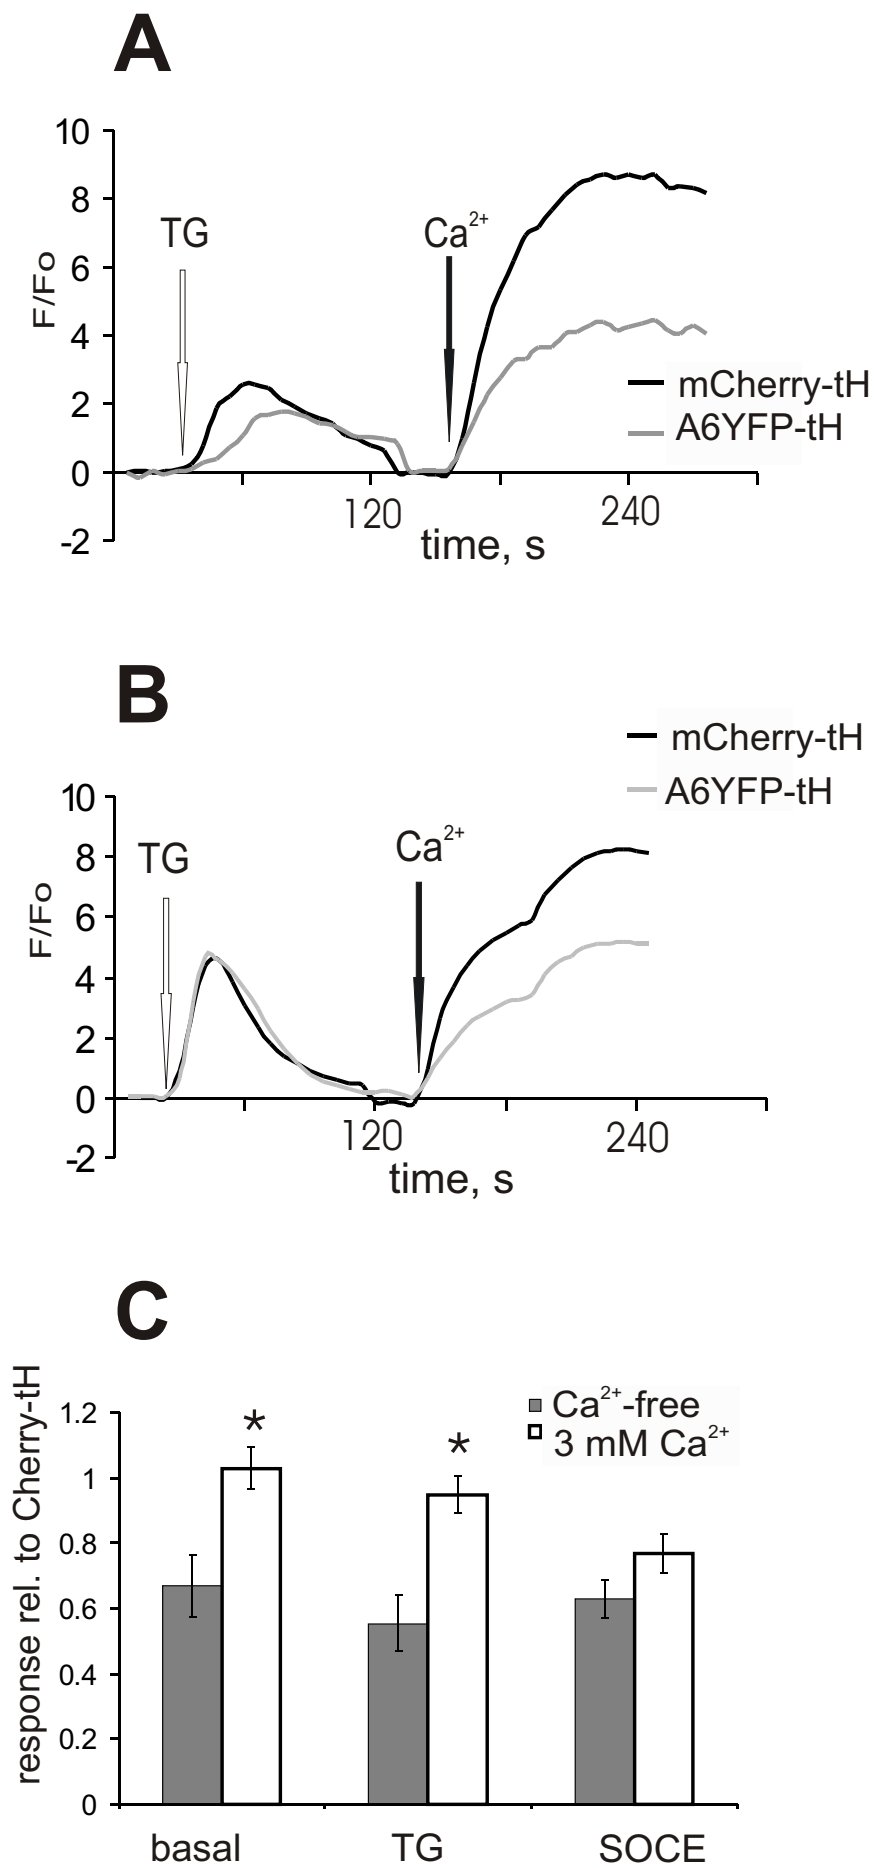 A
10
8
6
4
2
0
-2
F/Fo
TG
Ca²⁺
mCherry-tH
A6YFP-tH
120
240
time, s
B
mCherry-tH
A6YFP-tH
10
8
6
4
2
0
-2
F/Fo
TG
Ca²⁺
120
240
time, s
C
response rel. to Cherry-tH
1.2
1
0.8
0.6
0.4
0.2
0
*
*
Ca²⁺-free
3 mM Ca²⁺
basal
TG
SOCE